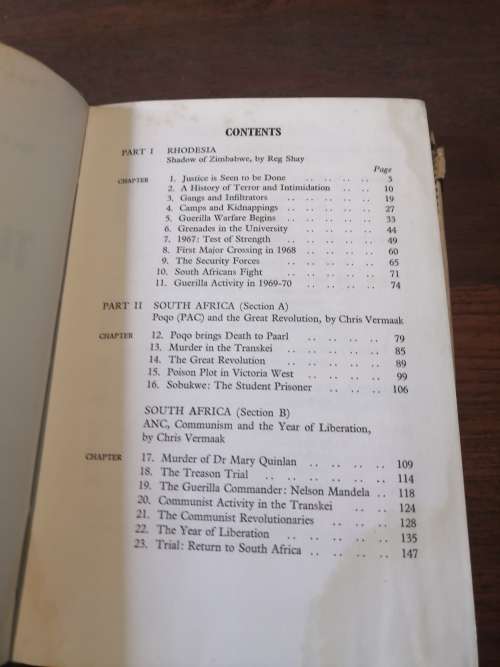 CONTENTS
PART I RHODESIA
Shadow of Zimbabwe, by Reg Shay
Page
CHAPTER 1. Justice is Seen to be Done .. .. .. .. 5
2. A History of Terror and Intimidation .. .. 10
3. Gangs and Infiltrators .. .. .. .. .. 19
4. Camps and Kidnappings .. .. .. .. 27
5. Guerilla Warfare Begins .. .. .. .. 33
6. Grenades in the University .. .. .. .. 44
7. 1967: Test of Strength .. .. .. .. .. 49
8. First Major Crossing in 1968 .. .. .. .. 60
9. The Security Forces .. .. .. .. .. 65
10. South Africans Fight .. .. .. .. .. 71
11. Guerilla Activity in 1969-70 .. .. .. .. 74
PART II SOUTH AFRICA (Section A)
Poqo (PAC) and the Great Revolution, by Chris Vermaak
CHAPTER 12. Poqo brings Death to Paarl .. .. .. .. 79
13. Murder in the Transkei .. .. .. .. 85
14. The Great Revolution .. .. .. .. .. 89
15. Poison Plot in Victoria West .. .. .. .. 99
16. Sobukwe: The Student Prisoner .. .. .. 106
SOUTH AFRICA (Section B)
ANC, Communism and the Year of Liberation,
by Chris Vermaak
CHAPTER 17. Murder of Dr Mary Quinlan .. .. .. .. 109
18. The Treason Trial .. .. .. .. .. .. 114
19. The Guerilla Commander: Nelson Mandela .. 118
20. Communist Activity in the Transkei .. .. 124
21. The Communist Revolutionaries .. .. .. 128
22. The Year of Liberation .. .. .. .. .. 135
23. Trial: Return to South Africa .. .. .. .. 147